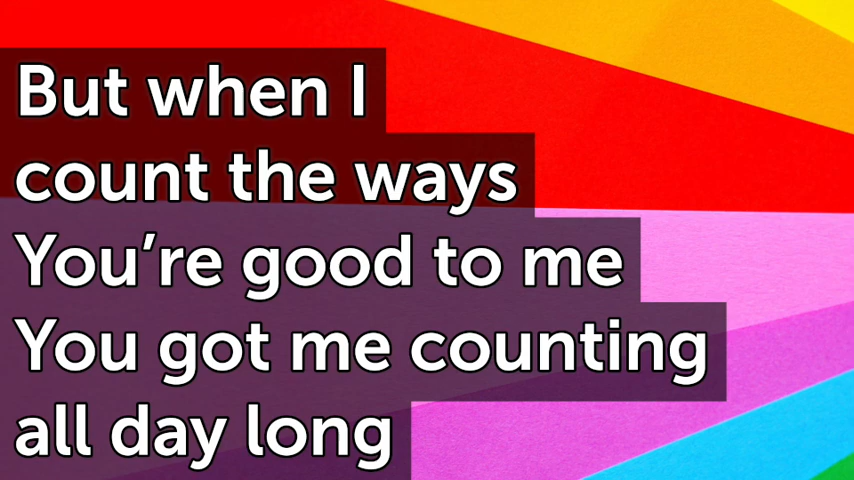 But when I
count the ways
You’re good to me
You got me counting
all day long